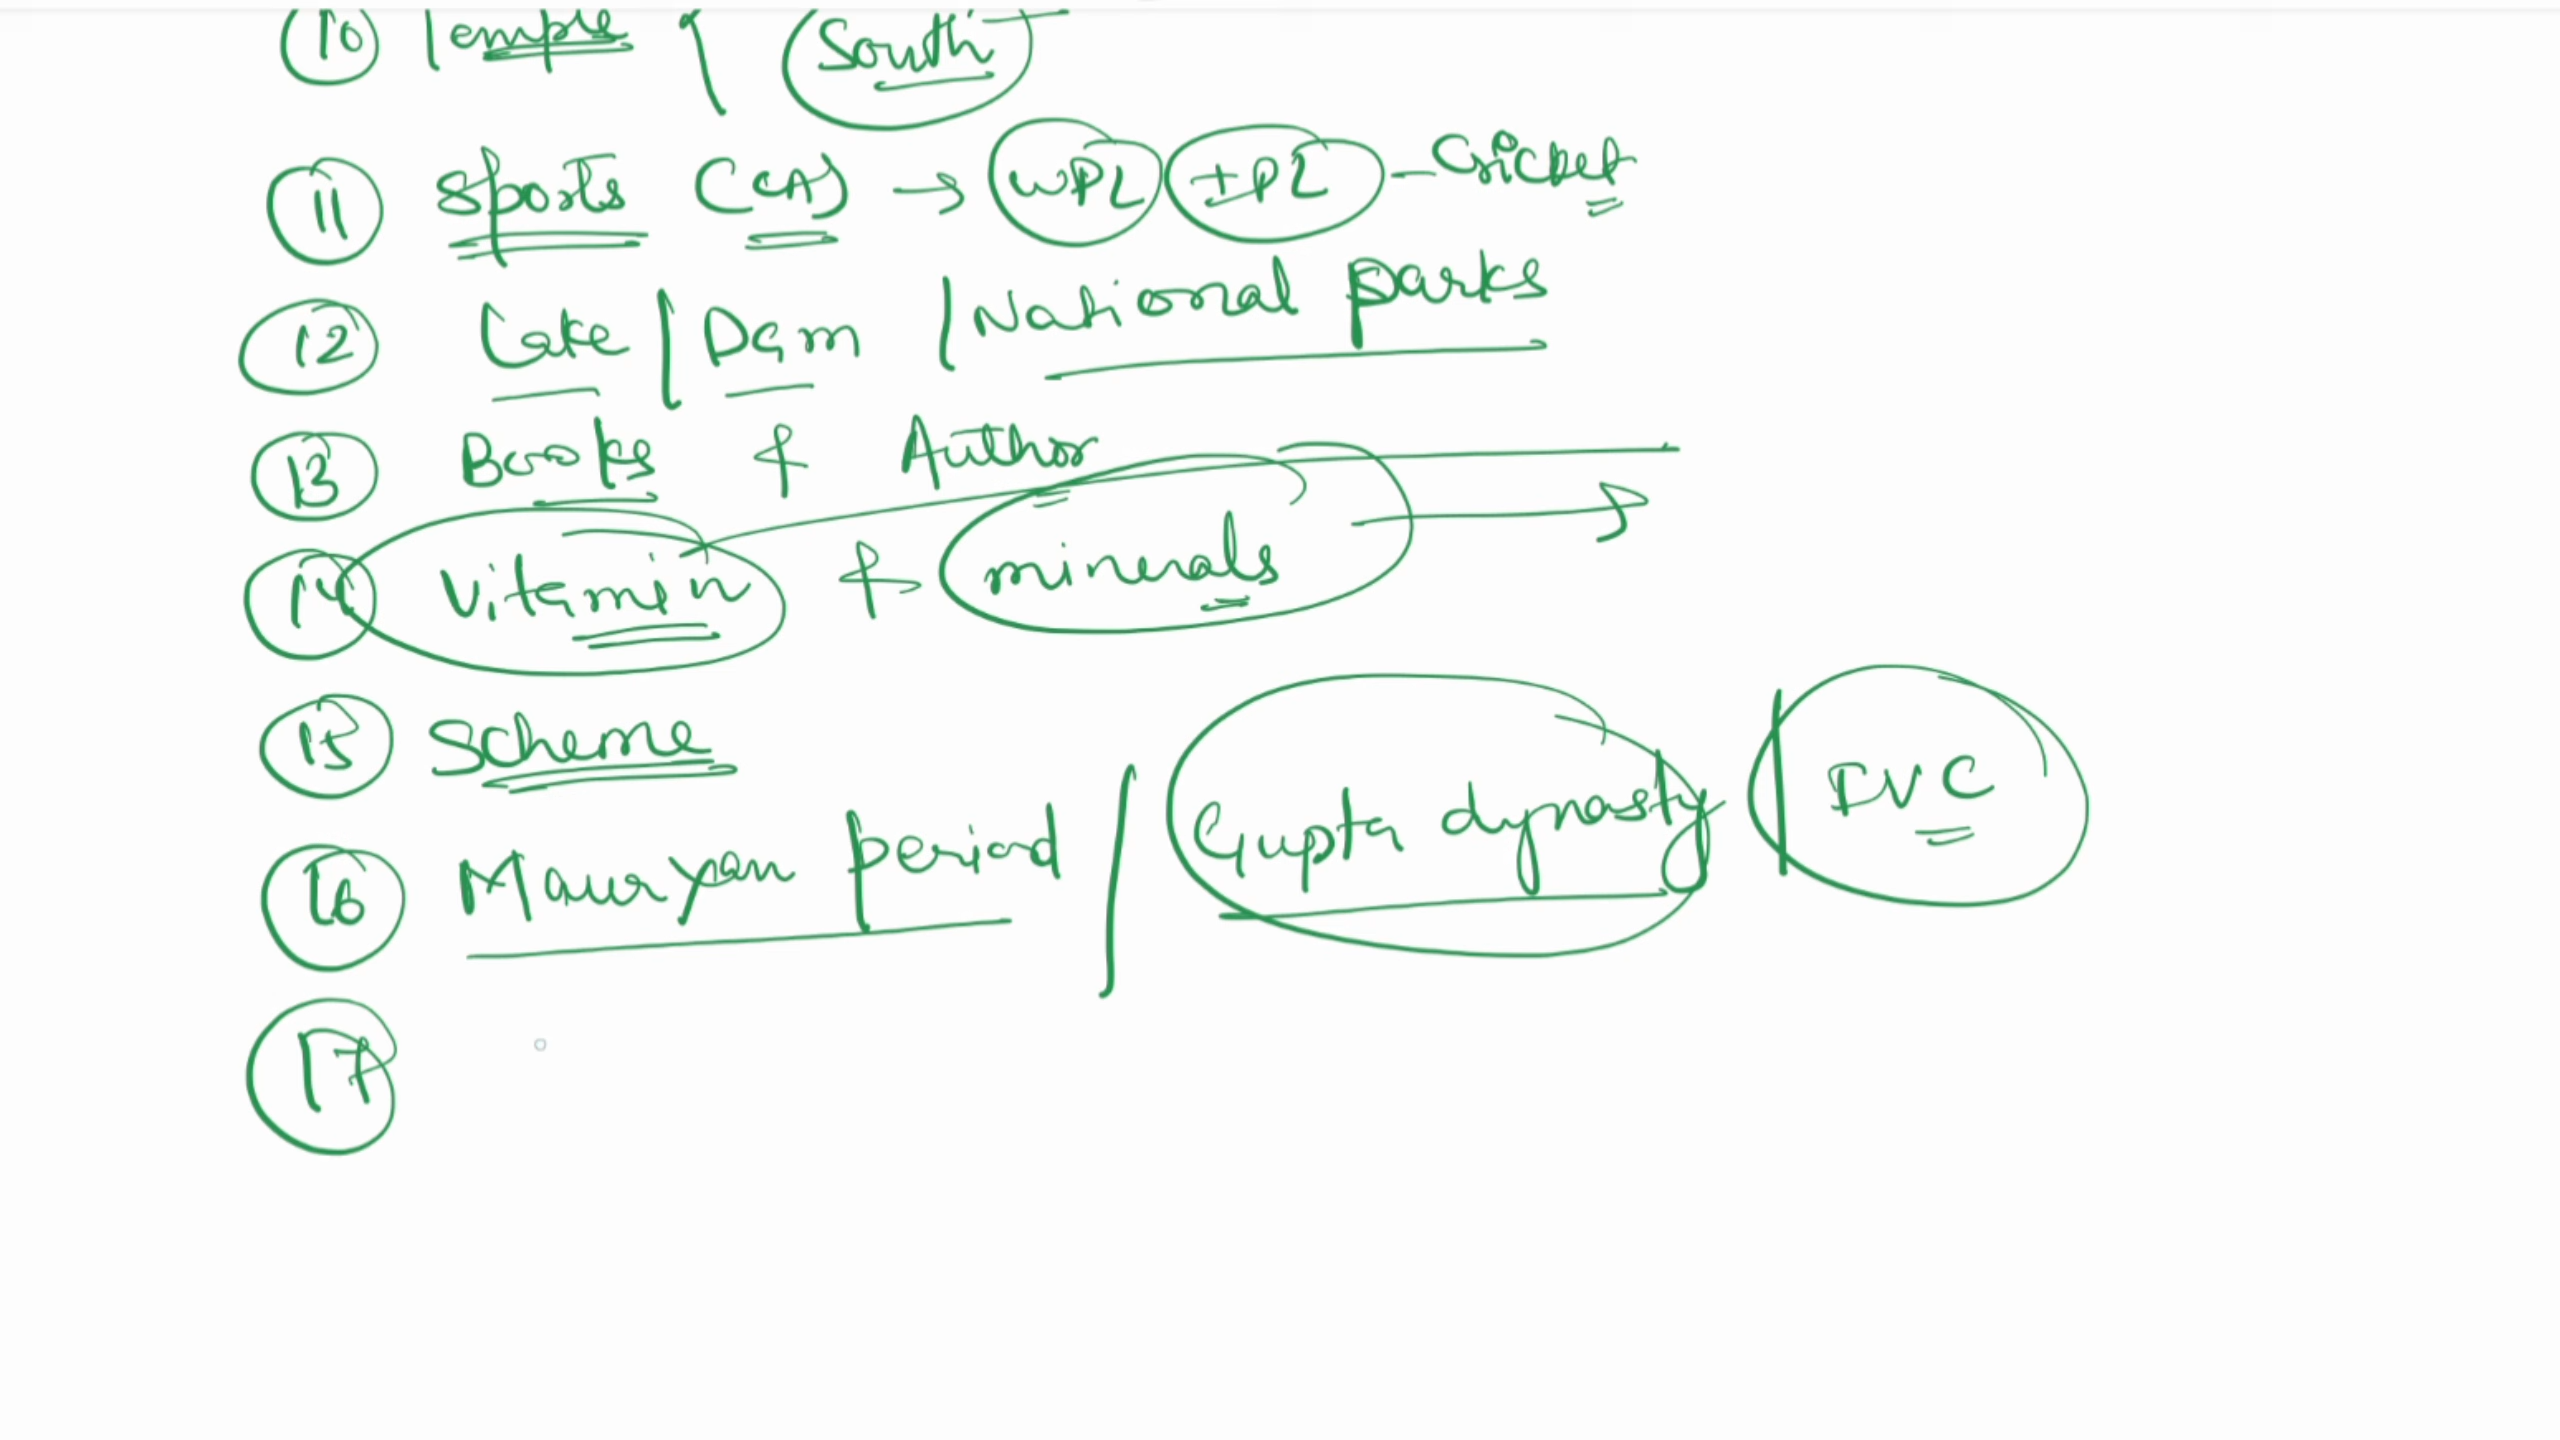 10 Temple { South
11 Sports (CA) → WPL IPL - Cricket
12 Lake | Dam | National parks
13 Books & Author
14 Vitamin & minerals →
15 Scheme
16 Mauryan period | Gupta dynasty | IVC
17